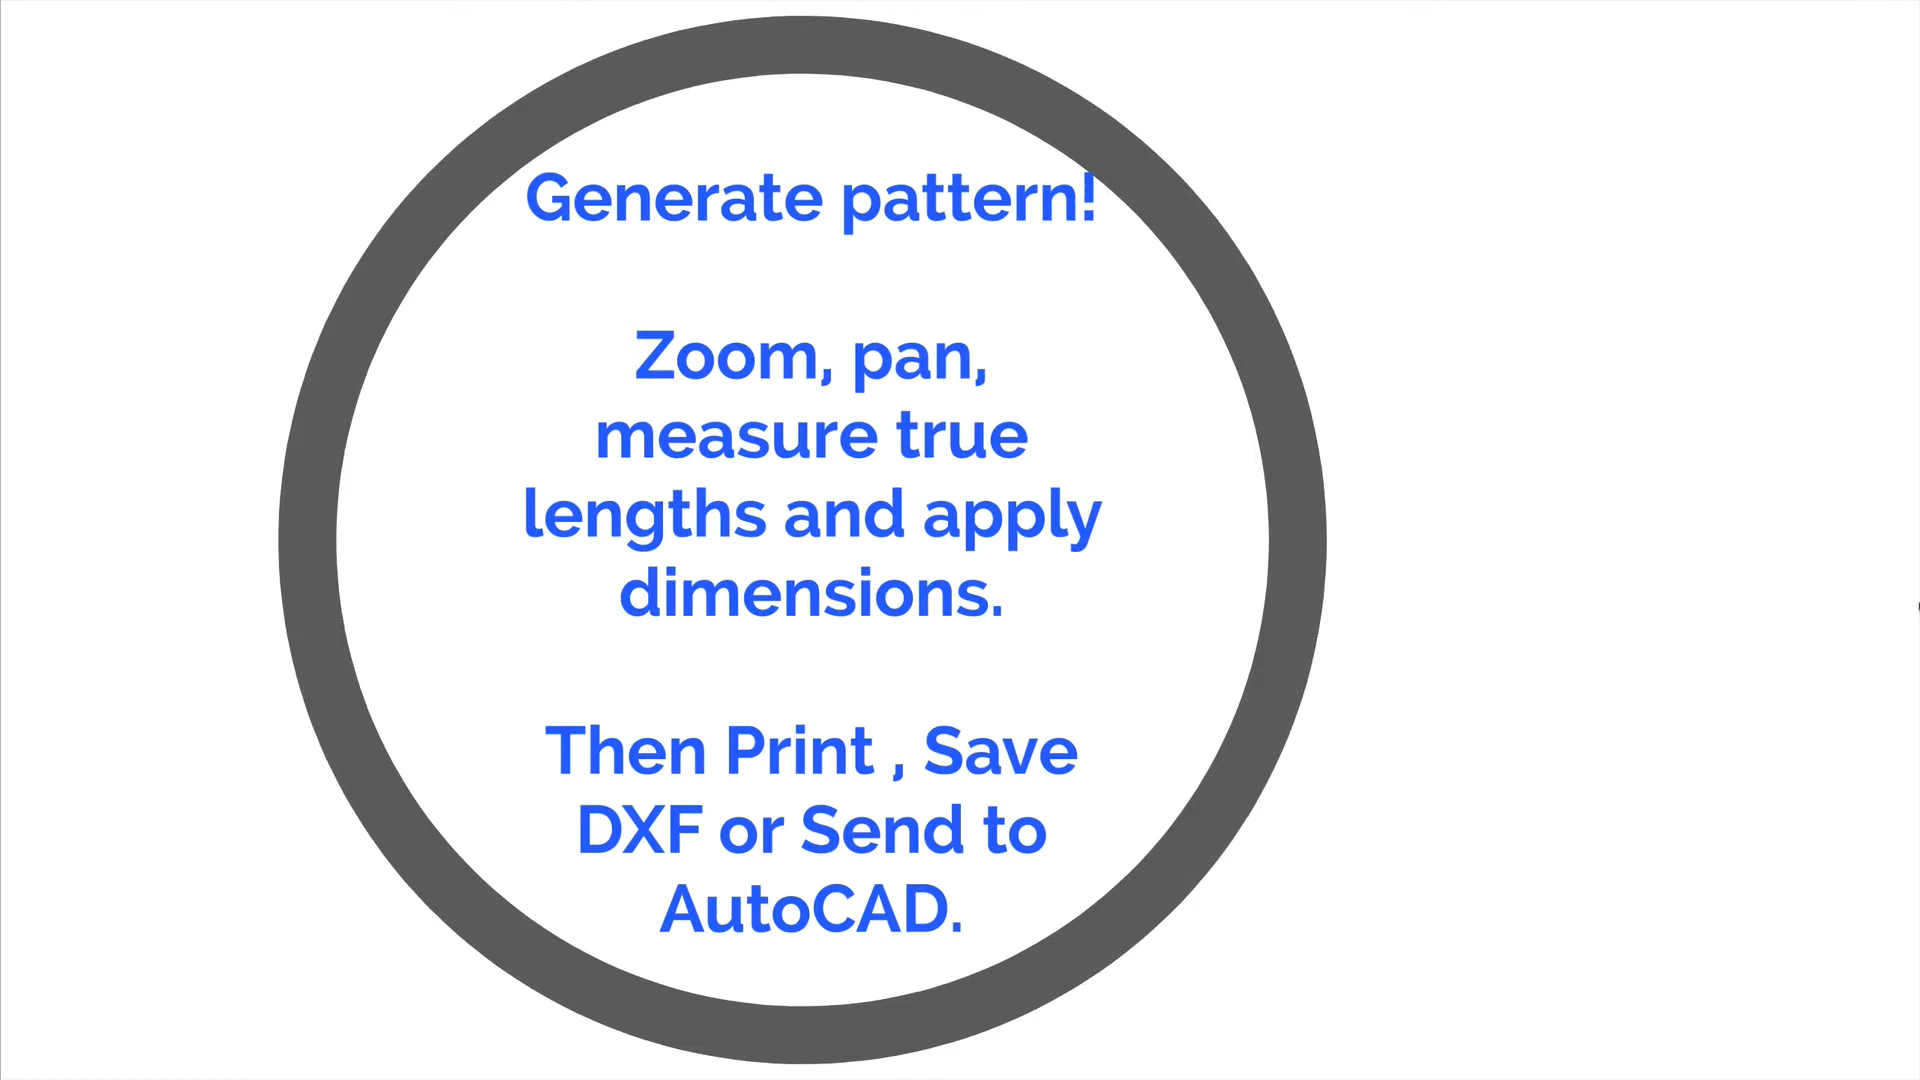 Generate pattern!
Zoom, pan,
measure true
lengths and apply
dimensions.
Then Print , Save
DXF or Send to
AutoCAD.